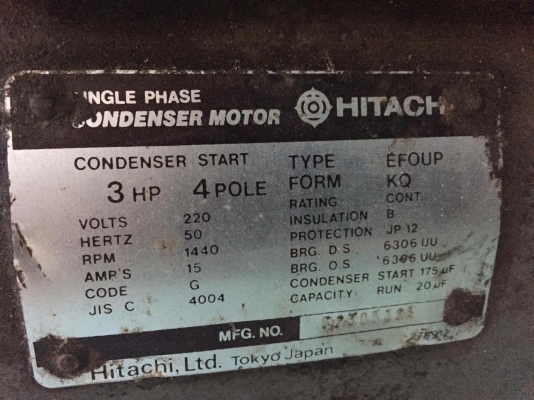 SINGLE PHASE
CONDENSER MOTOR HITACHI
CONDENSER START
3 HP 4 POLE
VOLTS 220
HERTZ 50
RPM 1440
AMP'S 15
CODE G
JIS C 4004
TYPE EFOUP
FORM KQ
RATING CONT.
INSULATION B
PROTECTION JP 12
BRG. D.S. 6306 UU
BRG. O.S. 6306 UU
CONDENSER START 175 µF
CAPACITY RUN 20 µF
MFG. NO.
Hitachi, Ltd. Tokyo Japan